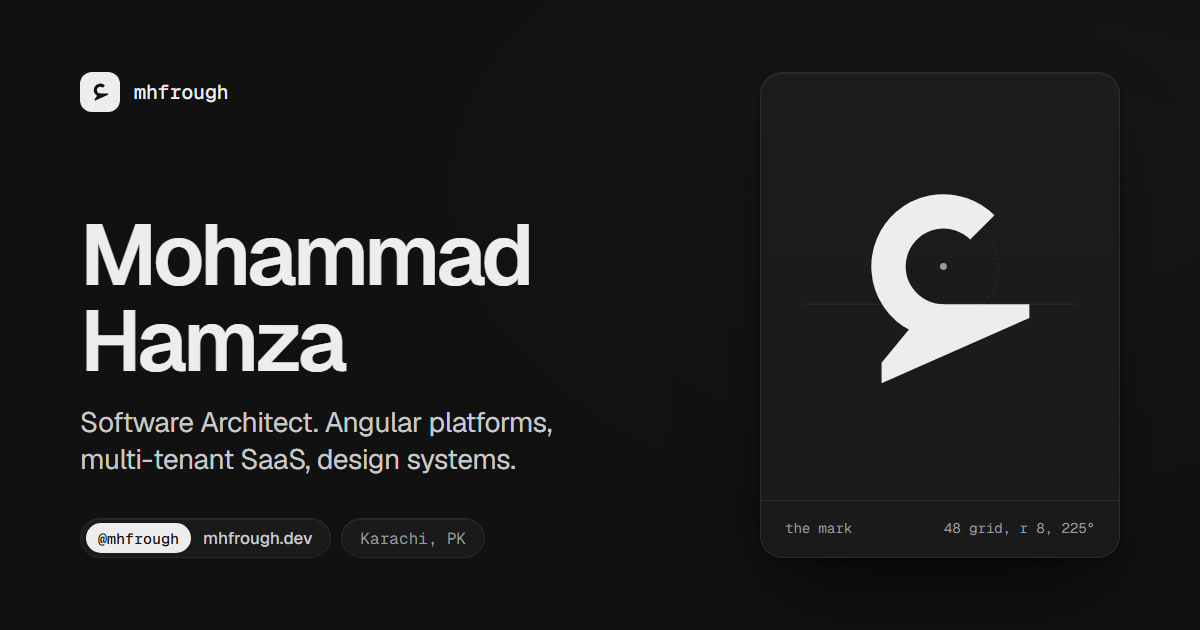 mhfrough
Mohammad
Hamza
Software Architect. Angular platforms,
multi-tenant SaaS, design systems.
@mhfrough mhfrough.dev Karachi, PK
the mark 48 grid, r 8, 225°